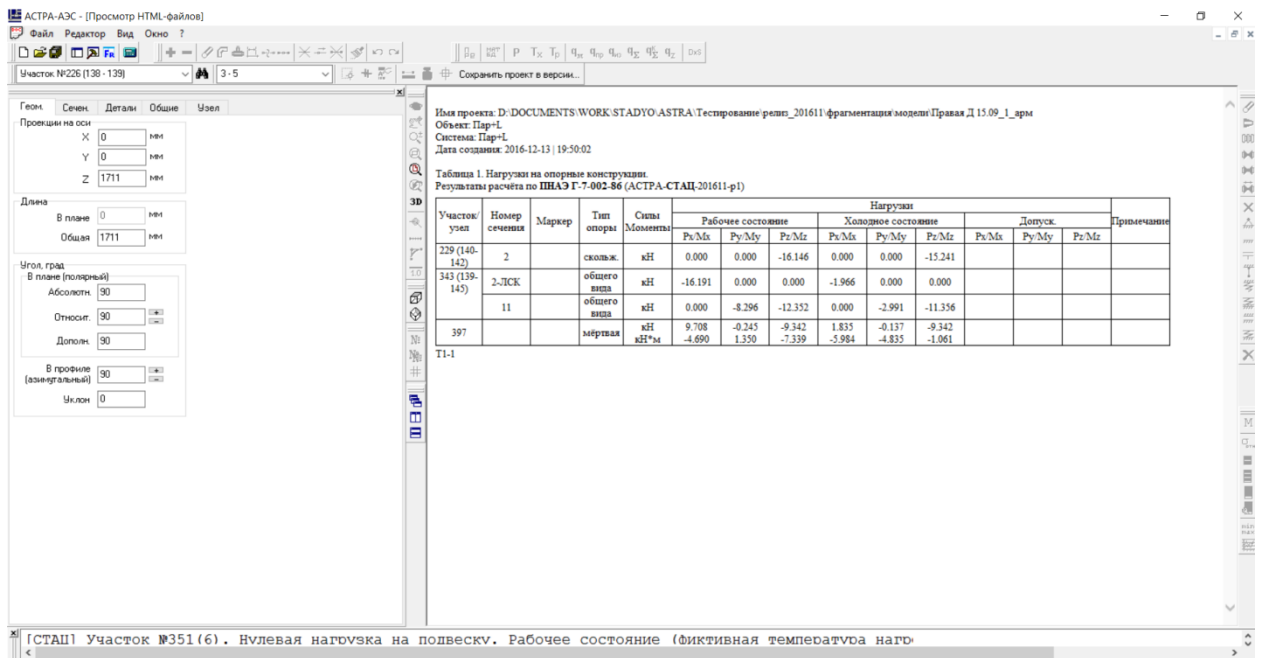 АСТРА-АЭС - [Просмотр HTML-файлов]
Файл Редактор Вид Окно ?
Участок №226 (138 - 139) 3 - 5 Сохранить проект в версии...
Геом. Сечен. Детали Общие Узел
Проекции на оси
X 0 мм
Y 0 мм
Z 1711 мм
Длина
В плане 0 мм
Общая 1711 мм
Угол, град
В плане (полярный)
Абсолютн. 90
Относит. 90
Дополн. 90
В профиле (азимутальный) 90
Уклон 0
3D
Имя проекта: D:\DOCUMENTS\WORK\STADYO\ASTRA\Тестирование\релиз_201611\фрагментация\модели\Правая Д 15.09_1_арм
Объект: Пар+L
Система: Пар+L
Дата создания: 2016-12-13 | 19:50:02
Таблица 1. Нагрузки на опорные конструкции.
Результаты расчёта по ПНАЭ Г-7-002-86 (АСТРА-СТАЦ-201611-р1)
Участок/узел Номер сечения Маркер Тип опоры Силы Моменты Нагрузки Примечание
Рабочее состояние Холодное состояние Допуск.
Px/Mx Py/My Pz/Mz Px/Mx Py/My Pz/Mz Px/Mx Py/My Pz/Mz
229 (140-142) 2 скольж. кН 0.000 0.000 -16.146 0.000 0.000 -15.241
343 (139-145) 2-ЛСК общего вида кН -16.191 0.000 0.000 -1.966 0.000 0.000
11 общего вида кН 0.000 -8.296 -12.352 0.000 -2.991 -11.356
397 мёртвая кН 9.708 -0.245 -9.342 1.835 -0.137 -9.342
кН*м -4.690 1.350 -7.339 -5.984 -4.835 -1.061
T1-1
[СТАЦ] Участок №351(6). Нулевая нагрузка на подвеску. Рабочее состояние (фиктивная температура нагр